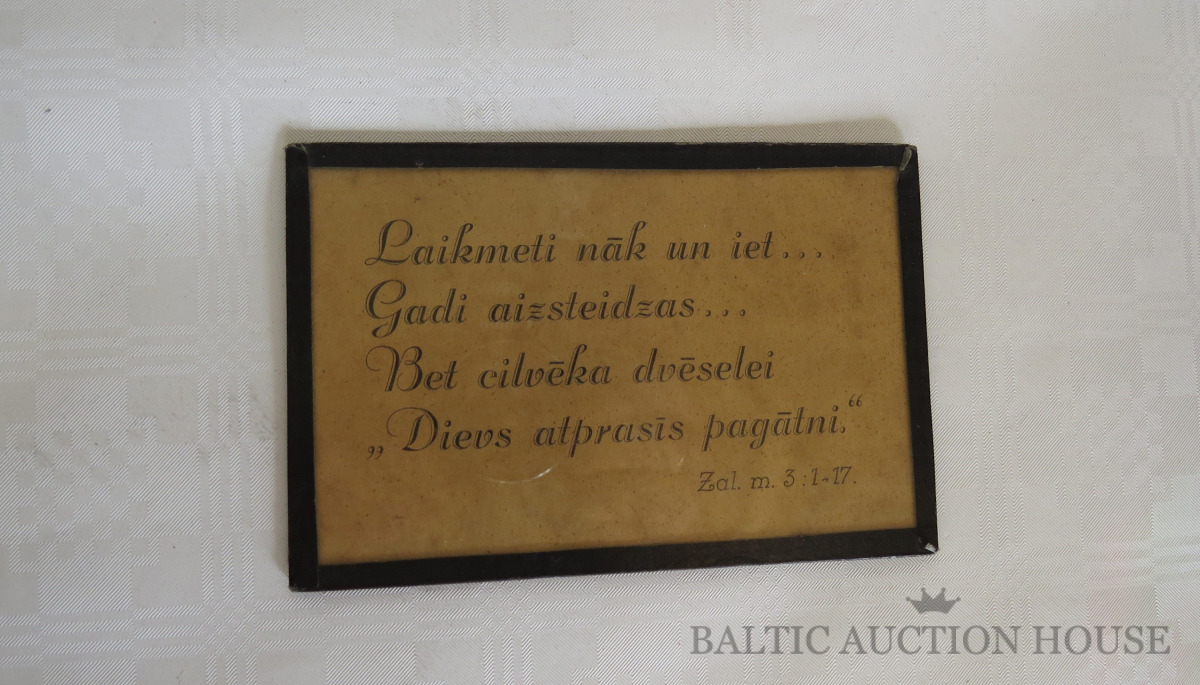 Laikmeti nāk un iet...
Gadi aizsteidzas...
Bet cilvēka dvēselei
„Dievs atprasīs pagātni.“
Zal. m. 3:1-17.
BALTIC AUCTION HOUSE